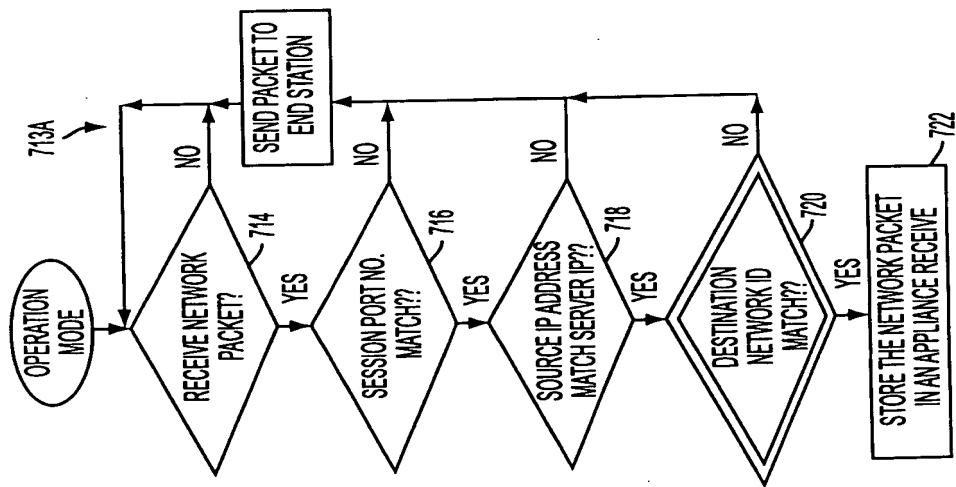 713A
OPERATION
MODE
RECEIVE NETWORK
PACKET?
714
NO
YES
SEND PACKET TO
END STATION
SESSION PORT NO.
MATCH??
716
NO
YES
SOURCE IP ADDRESS
MATCH SERVER IP??
718
NO
YES
DESTINATION
NETWORK ID
MATCH??
720
NO
YES
STORE THE NETWORK PACKET
IN AN APPLIANCE RECEIVE
722